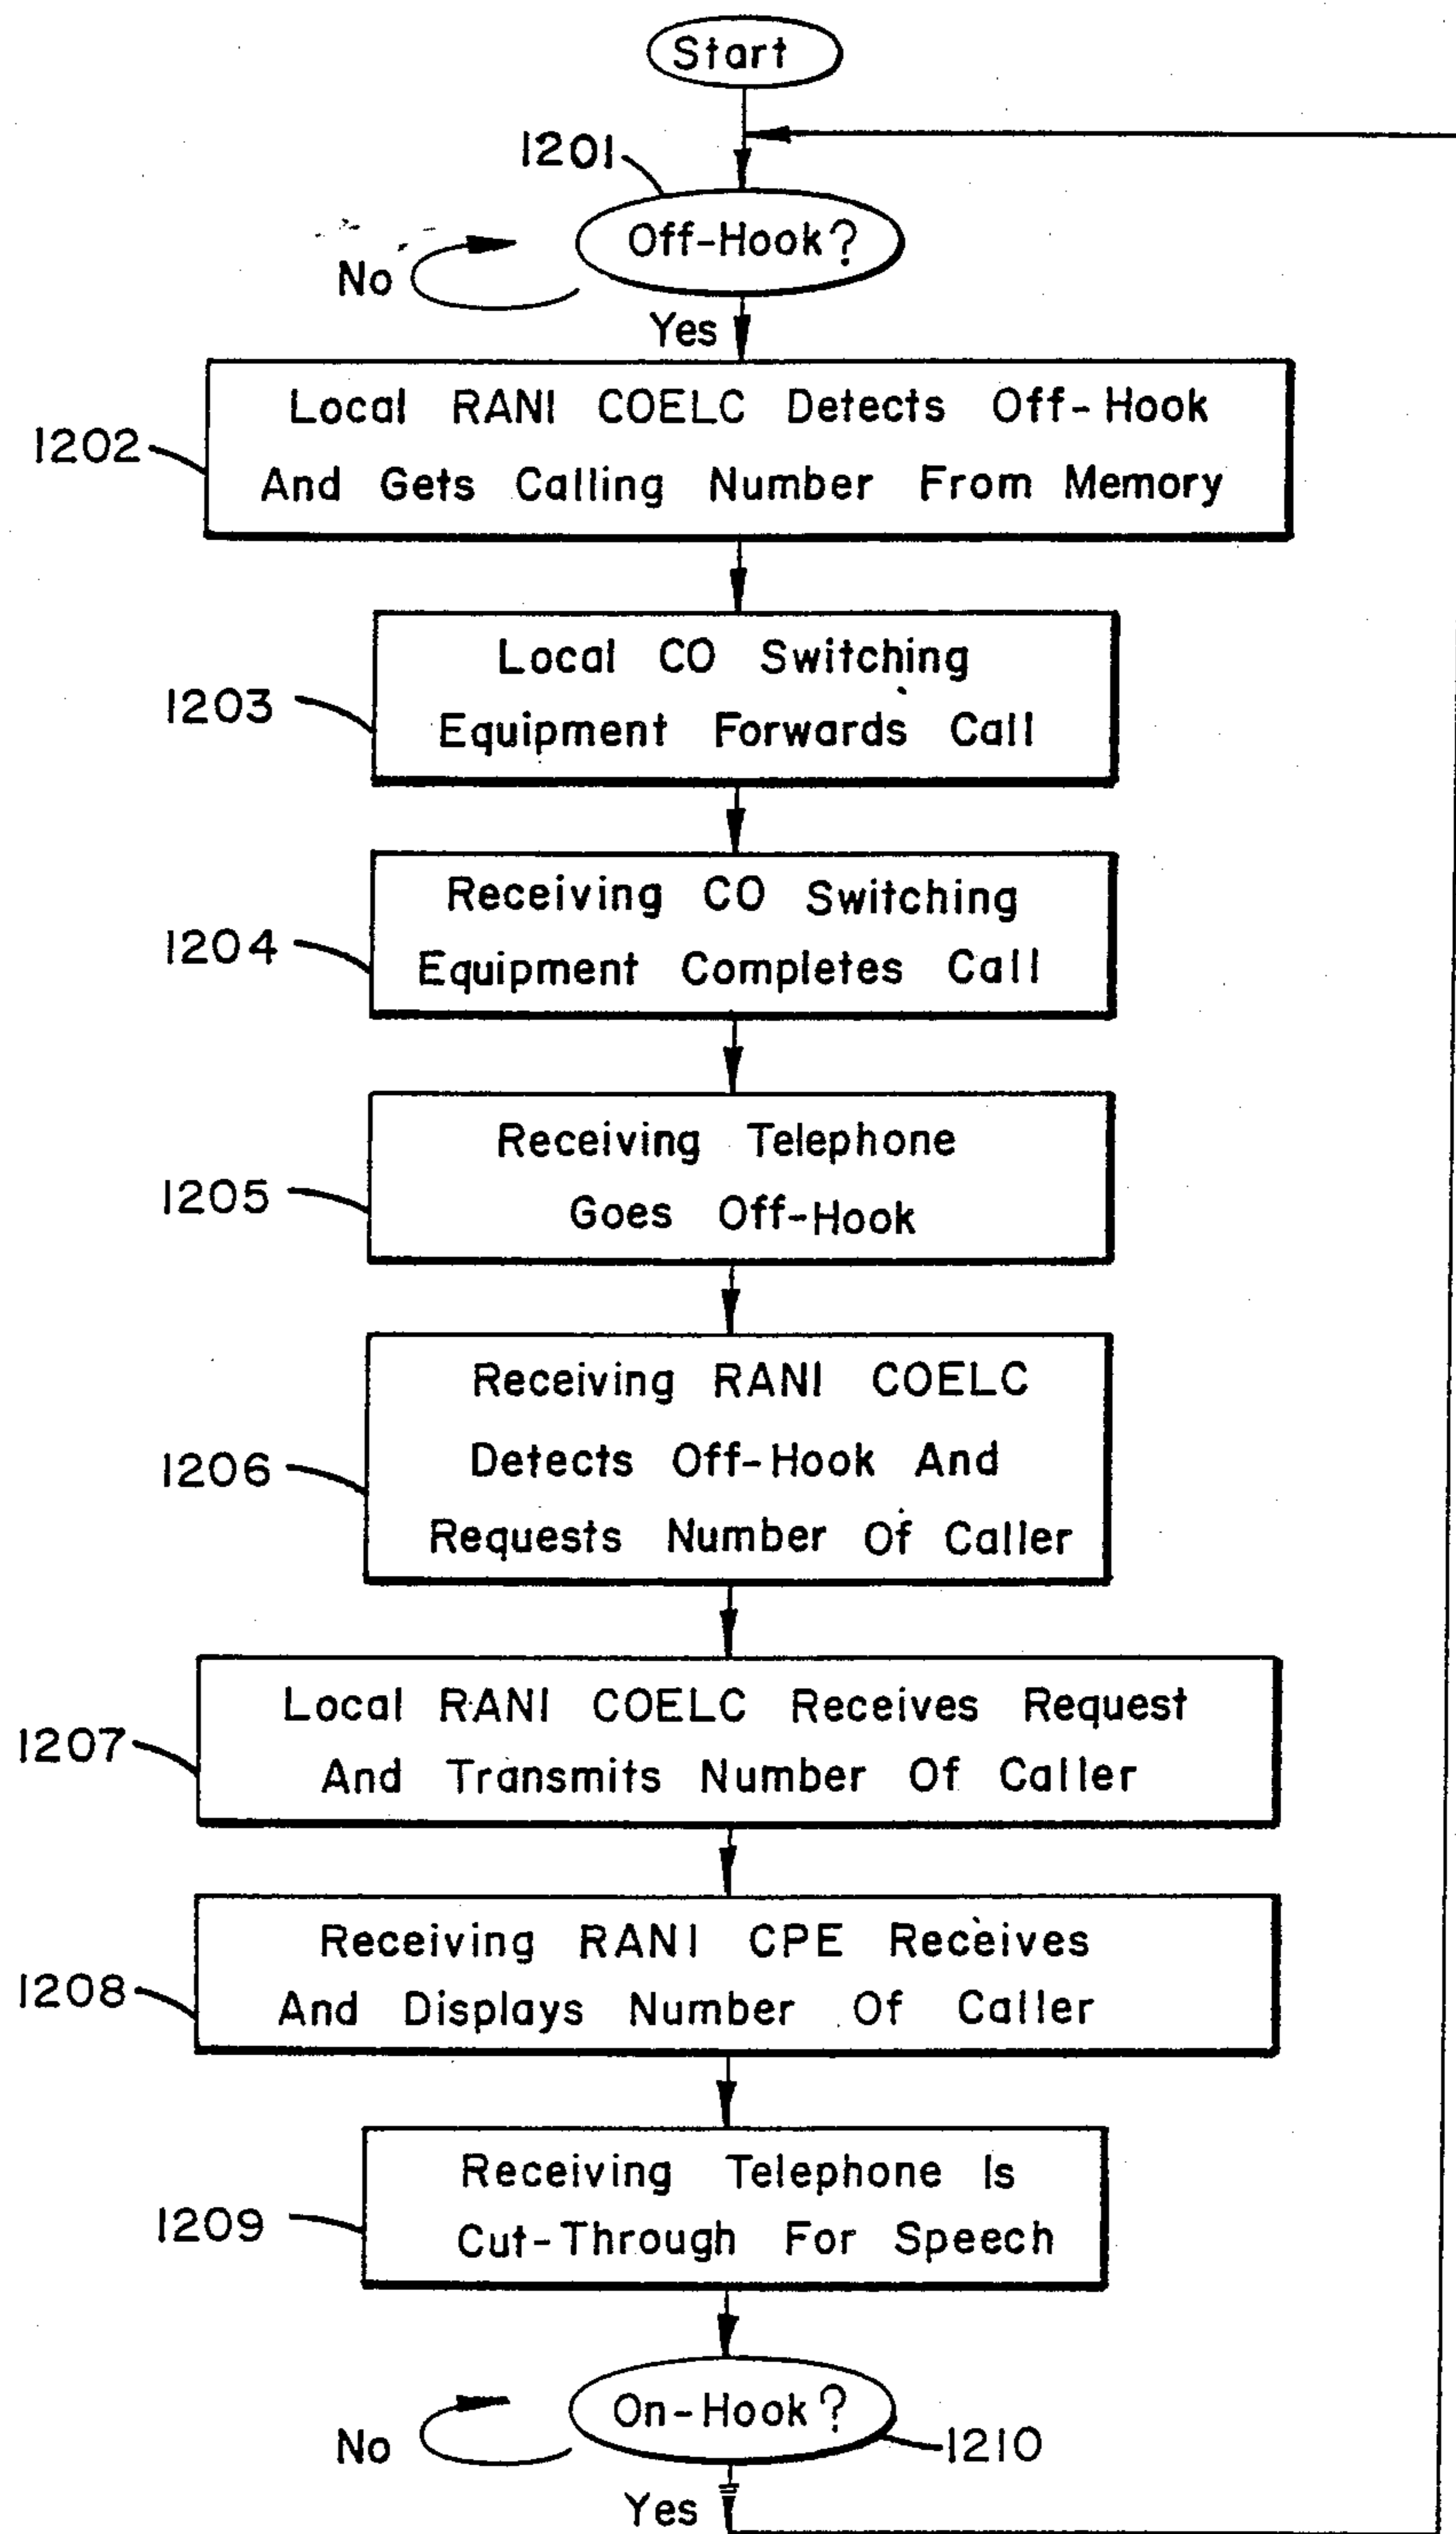 Start
1201
Off-Hook?
No
Yes
1202
Local RANI COELC Detects Off-Hook
And Gets Calling Number From Memory
1203
Local CO Switching
Equipment Forwards Call
1204
Receiving CO Switching
Equipment Completes Call
1205
Receiving Telephone
Goes Off-Hook
1206
Receiving RANI COELC
Detects Off-Hook And
Requests Number Of Caller
1207
Local RANI COELC Receives Request
And Transmits Number Of Caller
1208
Receiving RANI CPE Receives
And Displays Number Of Caller
1209
Receiving Telephone Is
Cut-Through For Speech
On-Hook?
No
1210
Yes